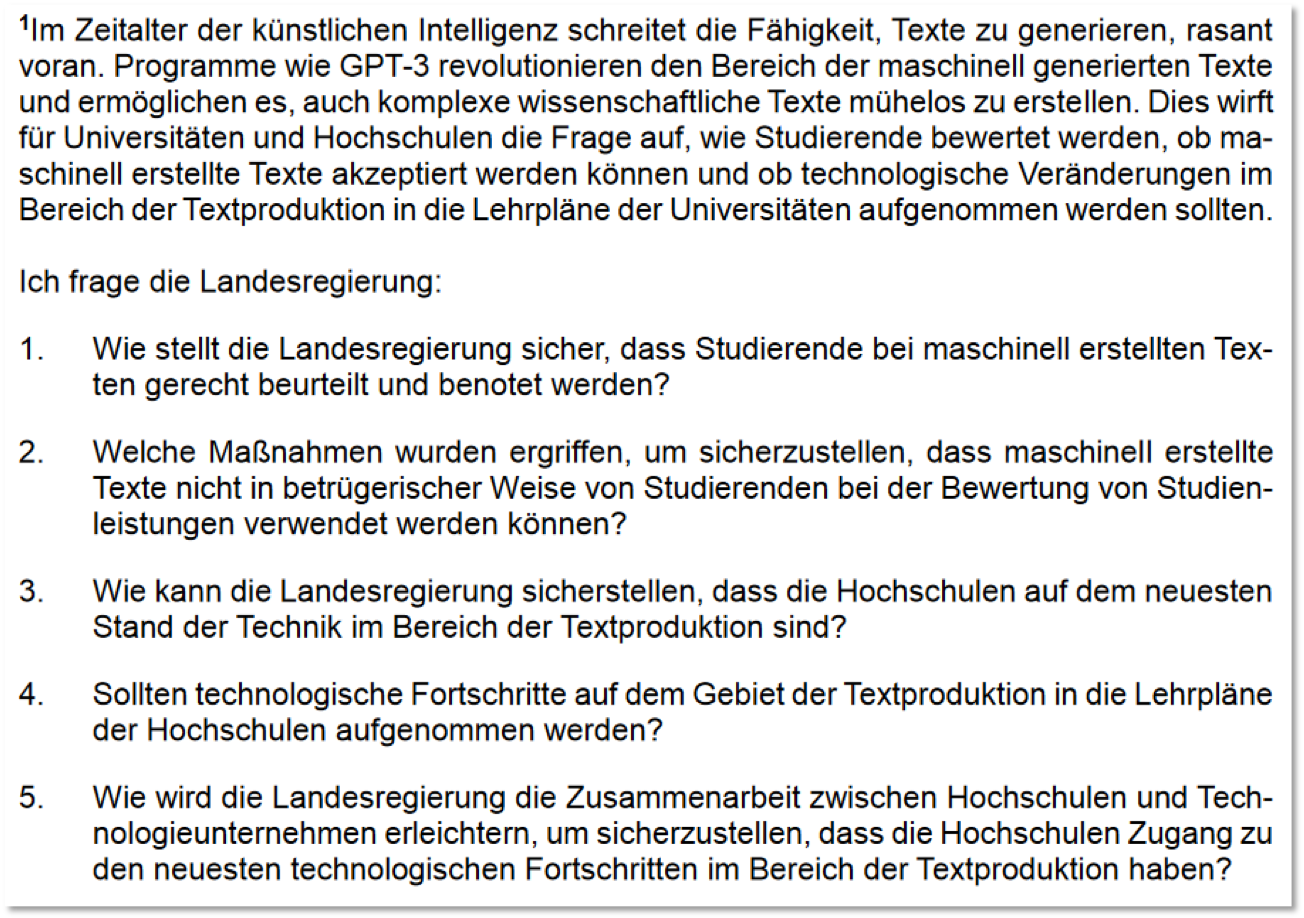 ¹Im Zeitalter der künstlichen Intelligenz schreitet die Fähigkeit, Texte zu generieren, rasant
voran. Programme wie GPT-3 revolutionieren den Bereich der maschinell generierten Texte
und ermöglichen es, auch komplexe wissenschaftliche Texte mühelos zu erstellen. Dies wirft
für Universitäten und Hochschulen die Frage auf, wie Studierende bewertet werden, ob ma-
schinell erstellte Texte akzeptiert werden können und ob technologische Veränderungen im
Bereich der Textproduktion in die Lehrpläne der Universitäten aufgenommen werden sollten.
Ich frage die Landesregierung:
1. Wie stellt die Landesregierung sicher, dass Studierende bei maschinell erstellten Tex-
ten gerecht beurteilt und benotet werden?
2. Welche Maßnahmen wurden ergriffen, um sicherzustellen, dass maschinell erstellte
Texte nicht in betrügerischer Weise von Studierenden bei der Bewertung von Studien-
leistungen verwendet werden können?
3. Wie kann die Landesregierung sicherstellen, dass die Hochschulen auf dem neuesten
Stand der Technik im Bereich der Textproduktion sind?
4. Sollten technologische Fortschritte auf dem Gebiet der Textproduktion in die Lehrpläne
der Hochschulen aufgenommen werden?
5. Wie wird die Landesregierung die Zusammenarbeit zwischen Hochschulen und Tech-
nologieunternehmen erleichtern, um sicherzustellen, dass die Hochschulen Zugang zu
den neuesten technologischen Fortschritten im Bereich der Textproduktion haben?